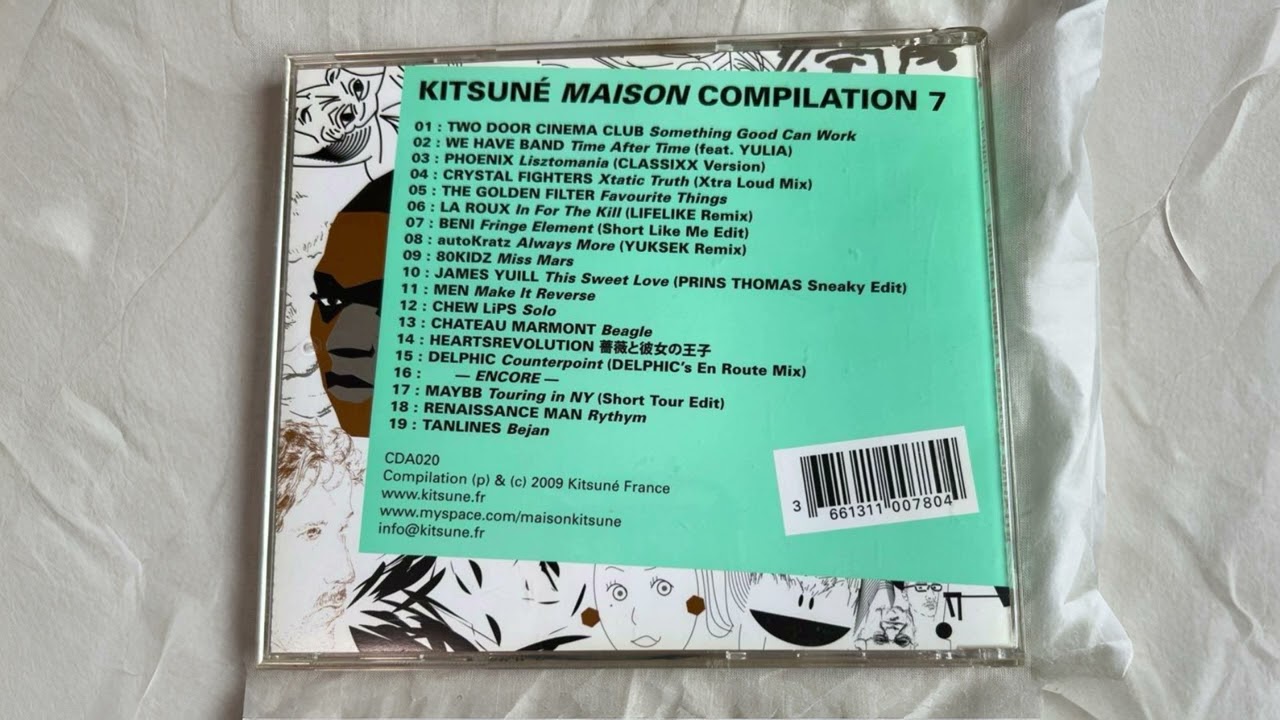 KITSUNÉ MAISON COMPILATION 7
01 : TWO DOOR CINEMA CLUB Something Good Can Work
02 : WE HAVE BAND Time After Time (feat. YULIA)
03 : PHOENIX Lisztomania (CLASSIXX Version)
04 : CRYSTAL FIGHTERS Xtatic Truth (Xtra Loud Mix)
05 : THE GOLDEN FILTER Favourite Things
06 : LA ROUX In For The Kill (LIFELIKE Remix)
07 : BENI Fringe Element (Short Like Me Edit)
08 : autoKratz Always More (YUKSEK Remix)
09 : 80KIDZ Miss Mars
10 : JAMES YUILL This Sweet Love (PRINS THOMAS Sneaky Edit)
11 : MEN Make It Reverse
12 : CHEW LiPS Solo
13 : CHATEAU MARMONT Beagle
14 : HEARTSREVOLUTION 薔薇と彼女の王子
15 : DELPHIC Counterpoint (DELPHIC's En Route Mix)
16 : — ENCORE —
17 : MAYBB Touring in NY (Short Tour Edit)
18 : RENAISSANCE MAN Rythym
19 : TANLINES Bejan
CDA020
Compilation (p) & (c) 2009 Kitsuné France
www.kitsune.fr
www.myspace.com/maisonkitsune
info@kitsune.fr
3 661311 007804